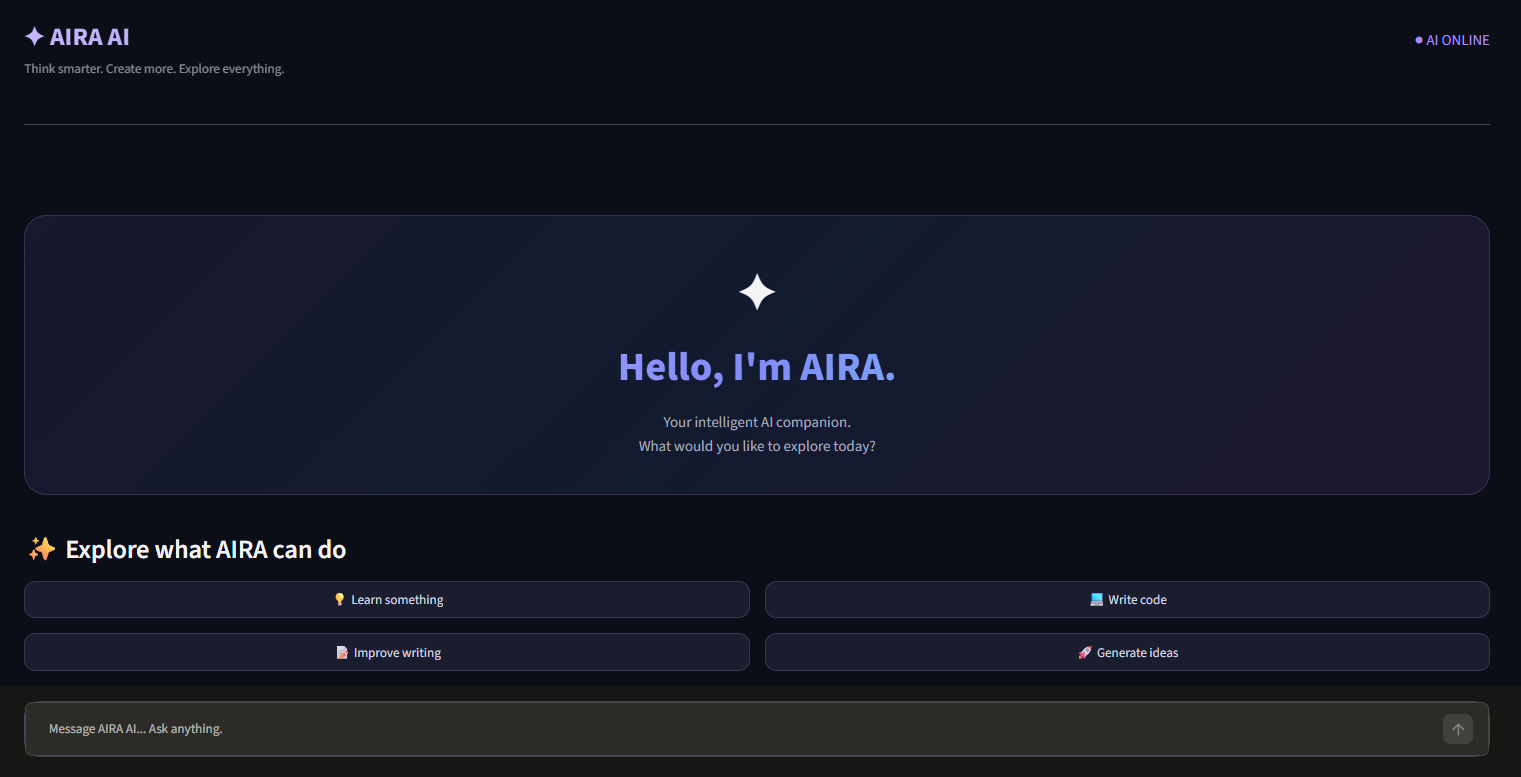 ✦ AIRA AI
● AI ONLINE
Think smarter. Create more. Explore everything.
Hello, I'm AIRA.
Your intelligent AI companion.
What would you like to explore today?
✨ Explore what AIRA can do
💡 Learn something
💻 Write code
📝 Improve writing
🚀 Generate ideas
Message AIRA AI... Ask anything.